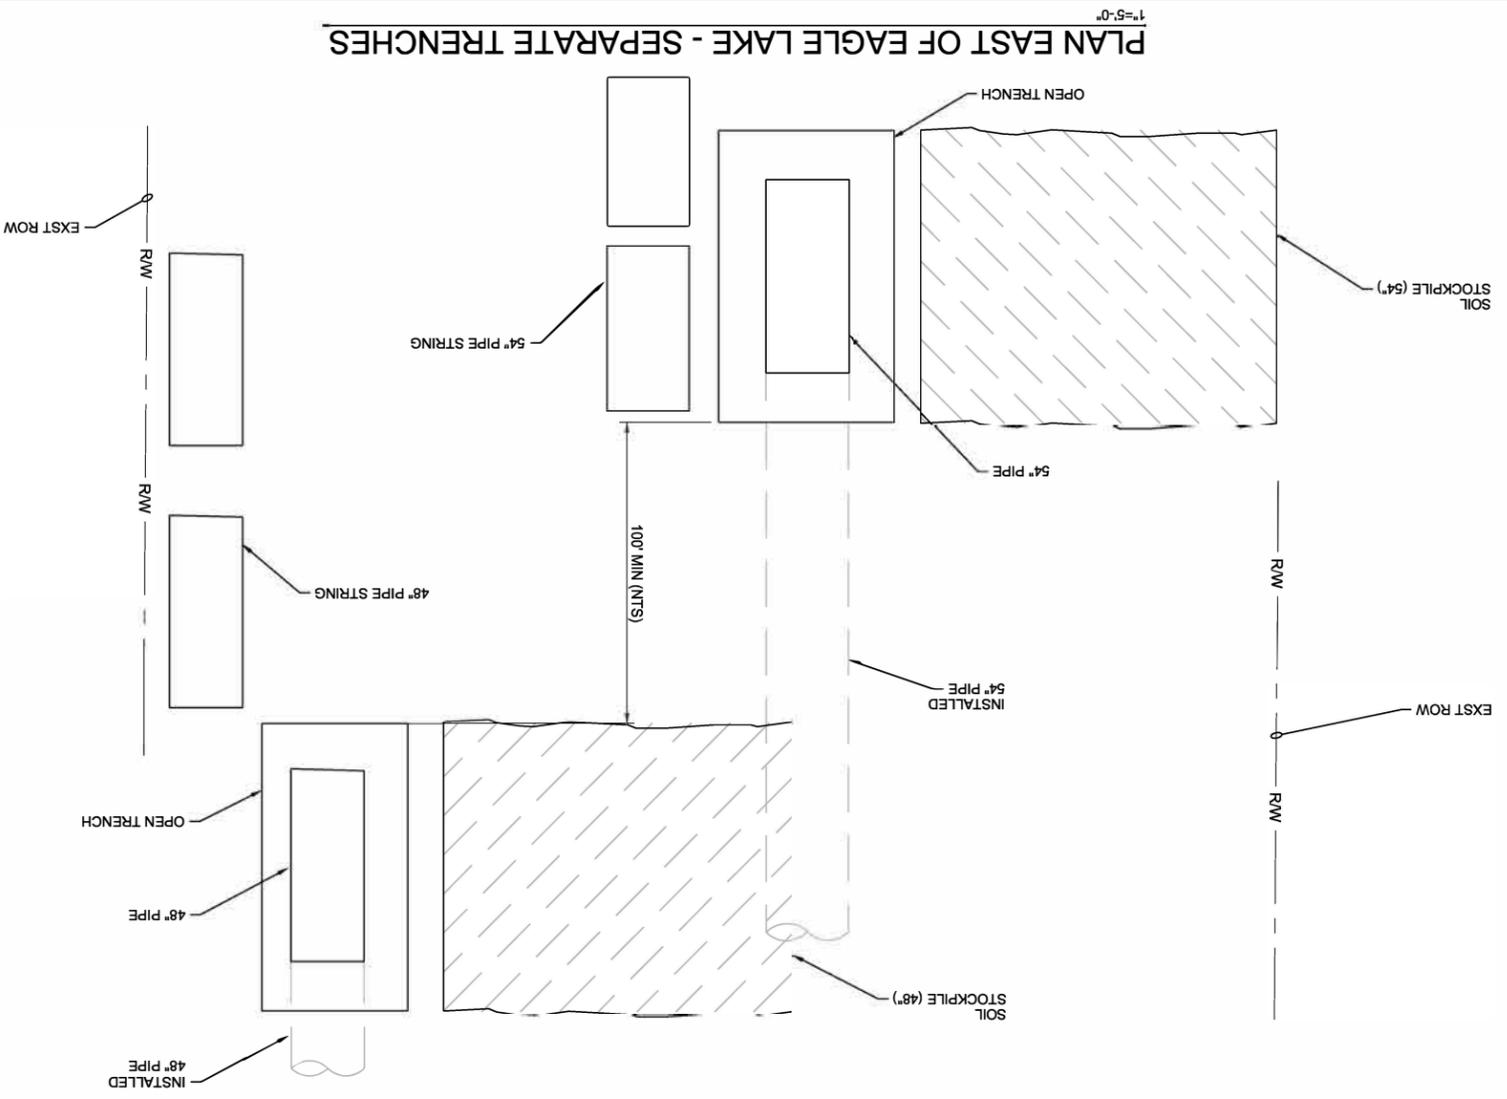 INSTALLED
48" PIPE
SOIL
STOCKPILE (48")
48" PIPE
OPEN TRENCH
R/W
EXST ROW
INSTALLED
54" PIPE
48" PIPE STRING
R/W
100' MIN (NTS)
R/W
54" PIPE
54" PIPE STRING
SOIL
STOCKPILE (54")
R/W
EXST ROW
OPEN TRENCH
PLAN EAST OF EAGLE LAKE - SEPARATE TRENCHES
1"=5'-0"